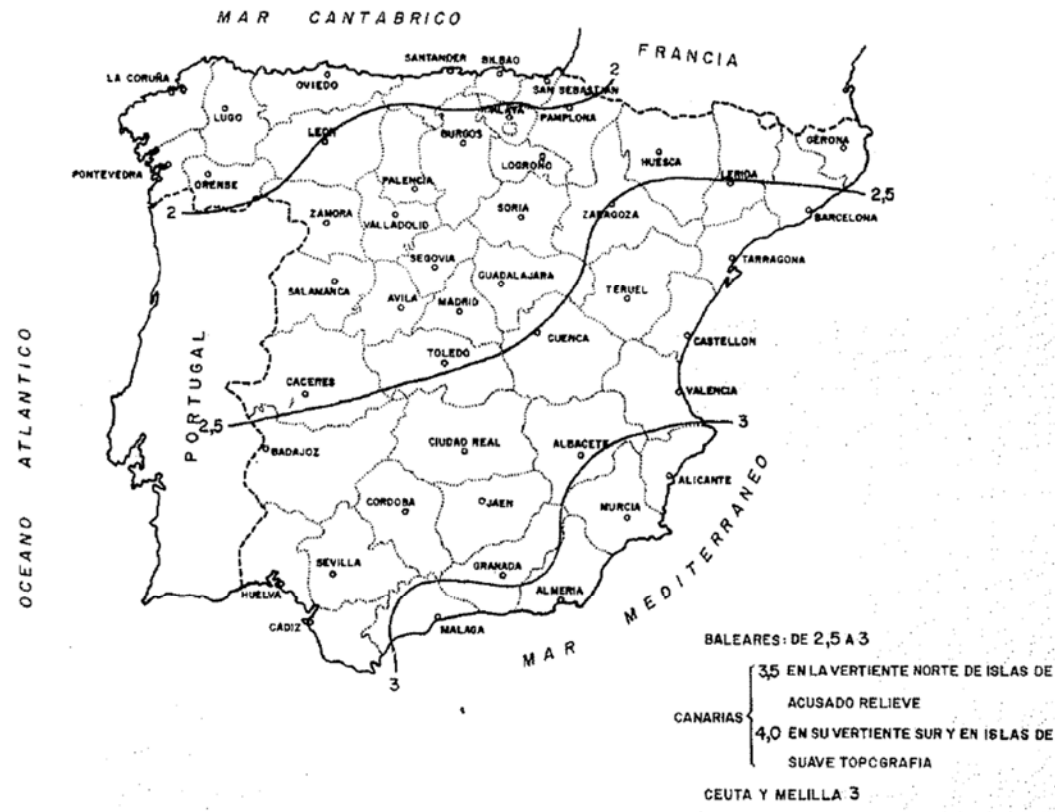 MAR CANTABRICO
FRANCIA
SANTANDER
BILBAO
LA CORUÑA
OVIEDO
SAN SEBASTIAN
2
LUGO
PAMPLONA
LEON
BURGOS
GERONA
LOGROÑO
HUESCA
PONTEVEDRA
ORENSE
PALENCIA
LERIDA
2
2,5
ZAMORA
VALLADOLID
SORIA
ZARAGOZA
BARCELONA
SEGOVIA
TARRAGONA
SALAMANCA
GUADALAJARA
TERUEL
AVILA
MADRID
CUENCA
CASTELLON
OCEANO ATLANTICO
PORTUGAL
TOLEDO
CACERES
VALENCIA
2,5
3
BADAJOZ
CIUDAD REAL
ALBACETE
ALICANTE
CORDOBA
JAEN
MURCIA
SEVILLA
GRANADA
HUELVA
ALMERIA
CADIZ
MALAGA
MAR MEDITERRANEO
3
BALEARES: DE 2,5 A 3
CANARIAS
3,5 EN LA VERTIENTE NORTE DE ISLAS DE
ACUSADO RELIEVE
4,0 EN SU VERTIENTE SUR Y EN ISLAS DE
SUAVE TOPOGRAFIA
CEUTA Y MELILLA 3